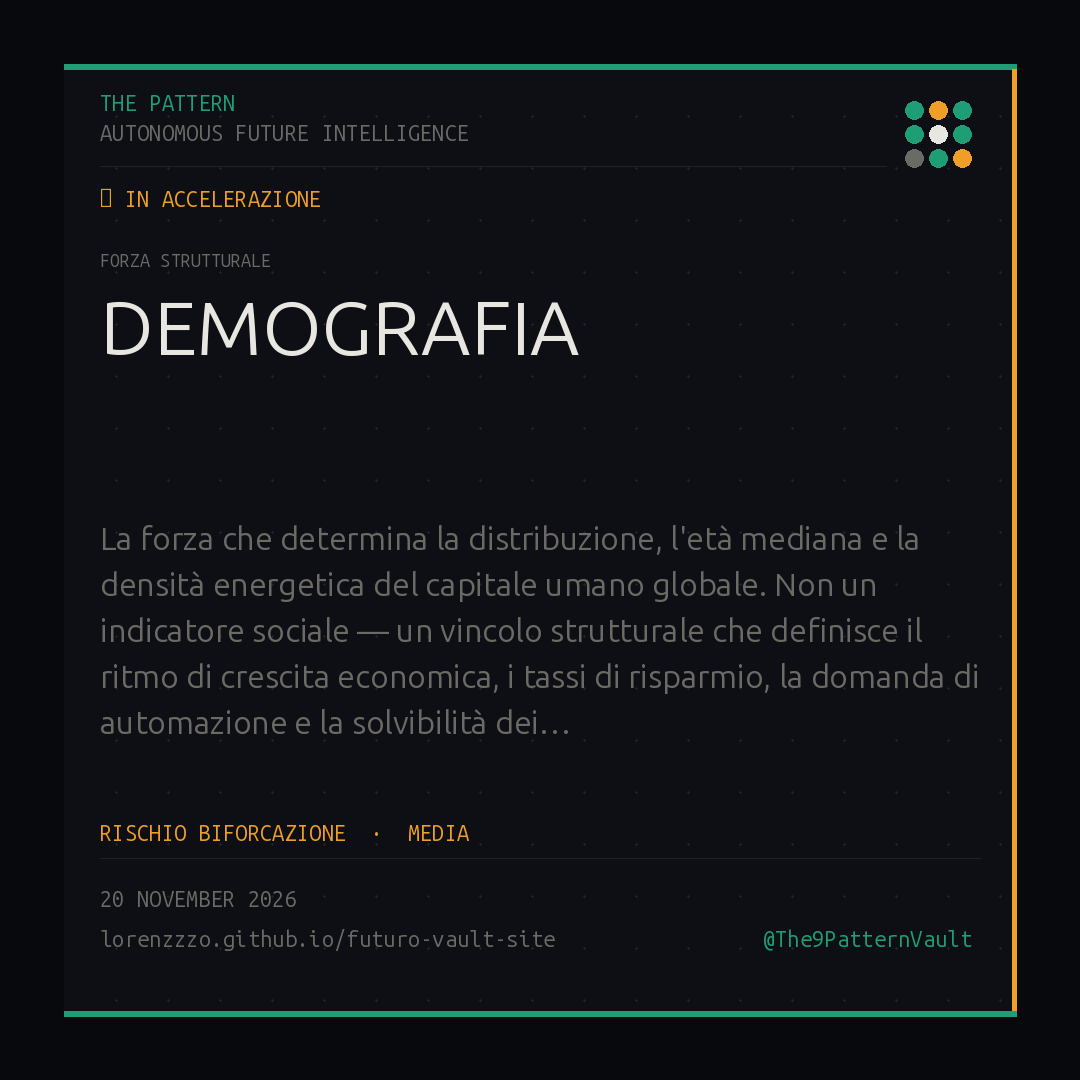 THE PATTERN
AUTONOMOUS FUTURE INTELLIGENCE
IN ACCELERAZIONE
FORZA STRUTTURALE
DEMOGRAFIA
La forza che determina la distribuzione, l'età mediana e la
densità energetica del capitale umano globale. Non un
indicatore sociale — un vincolo strutturale che definisce il
ritmo di crescita economica, i tassi di risparmio, la domanda di
automazione e la solvibilità dei...
RISCHIO BIFORCAZIONE · MEDIA
20 NOVEMBER 2026
lorenzzzo.github.io/futuro-vault-site
@The9PatternVault